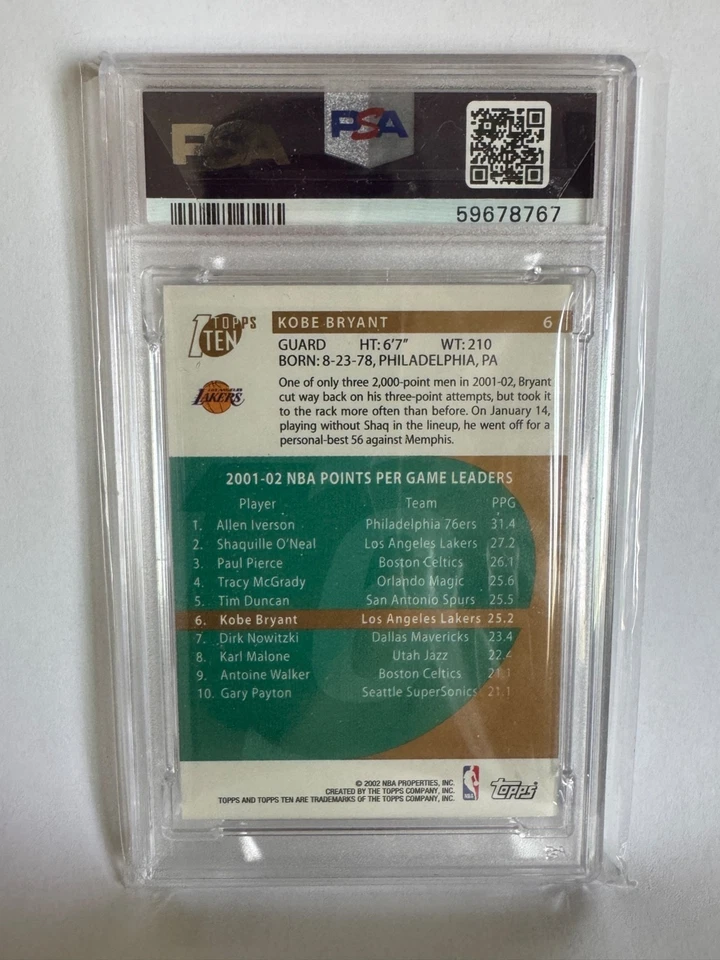 PSA
PSA
59678767
1 TOPPS TEN
KOBE BRYANT 6
GUARD HT: 6'7" WT: 210
BORN: 8-23-78, PHILADELPHIA, PA
LOS ANGELES LAKERS
One of only three 2,000-point men in 2001-02, Bryant
cut way back on his three-point attempts, but took it
to the rack more often than before. On January 14,
playing without Shaq in the lineup, he went off for a
personal-best 56 against Memphis.
2001-02 NBA POINTS PER GAME LEADERS
Player Team PPG
1. Allen Iverson Philadelphia 76ers 31.4
2. Shaquille O'Neal Los Angeles Lakers 27.2
3. Paul Pierce Boston Celtics 26.1
4. Tracy McGrady Orlando Magic 25.6
5. Tim Duncan San Antonio Spurs 25.5
6. Kobe Bryant Los Angeles Lakers 25.2
7. Dirk Nowitzki Dallas Mavericks 23.4
8. Karl Malone Utah Jazz 22.4
9. Antoine Walker Boston Celtics 21.1
10. Gary Payton Seattle SuperSonics 21.1
© 2002 NBA PROPERTIES, INC.
CREATED BY THE TOPPS COMPANY, INC.
TOPPS AND TOPPS TEN ARE TRADEMARKS OF THE TOPPS COMPANY, INC.
NBA
topps